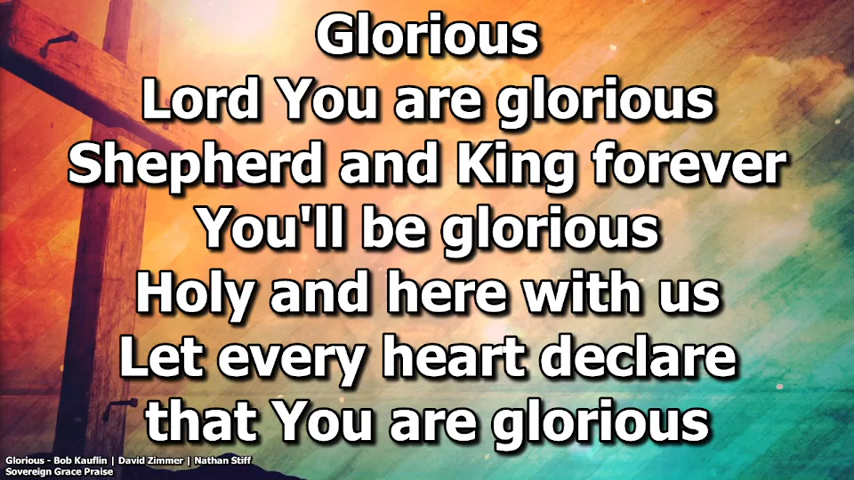 Glorious
Lord You are glorious
Shepherd and King forever
You'll be glorious
Holy and here with us
Let every heart declare
that You are glorious
Glorious - Bob Kauflin | David Zimmer | Nathan Stiff
Sovereign Grace Praise